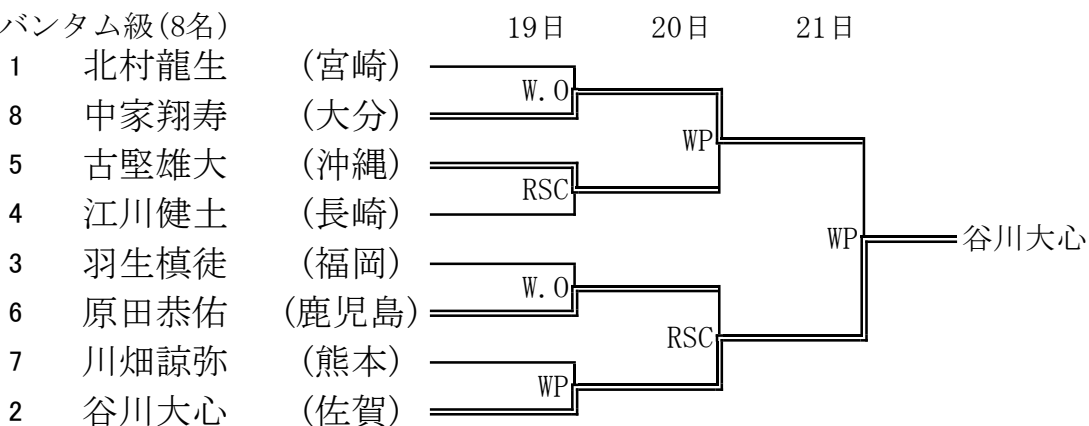 バンタム級(8名) 19日 20日 21日
1 北村龍生 (宮崎)
W.O
8 中家翔寿 (大分)
WP
5 古堅雄大 (沖縄)
RSC
4 江川健土 (長崎)
WP 谷川大心
3 羽生槙徒 (福岡)
W.O
6 原田恭佑 (鹿児島)
RSC
7 川畑諒弥 (熊本)
WP
2 谷川大心 (佐賀)